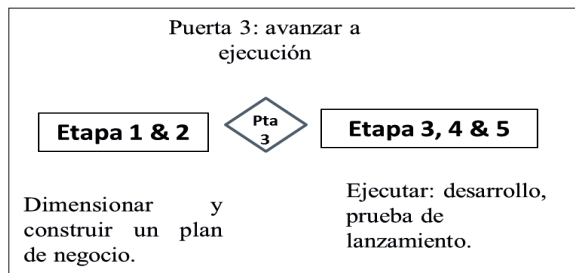 Puerta 3: avanzar a
ejecución
Etapa 1 & 2
Pta
3
Etapa 3, 4 & 5
Dimensionar y
construir un plan
de negocio.
Ejecutar: desarrollo,
prueba de
lanzamiento.